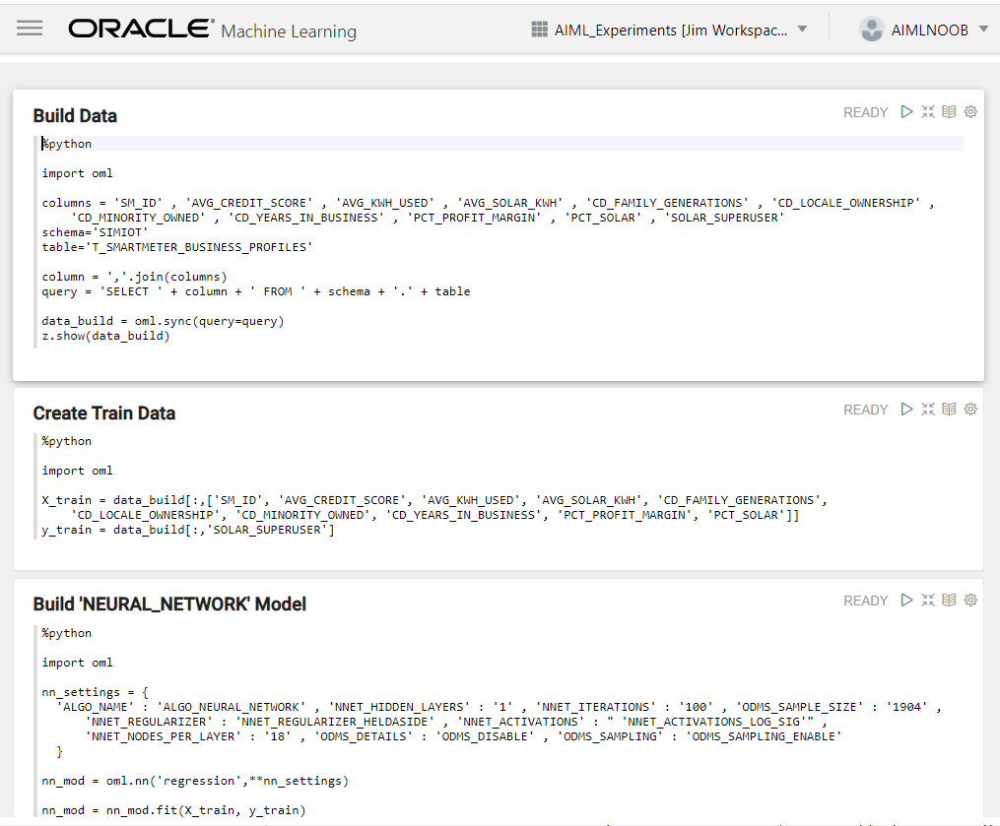 ORACLE® Machine Learning
AIML_Experiments [Jim Workspac...
AIMLNOOB
Build Data
READY
%python
import oml
columns = 'SM_ID' , 'AVG_CREDIT_SCORE' , 'AVG_KWH_USED' , 'AVG_SOLAR_KWH' , 'CD_FAMILY_GENERATIONS' , 'CD_LOCALE_OWNERSHIP' ,
'CD_MINORITY_OWNED' , 'CD_YEARS_IN_BUSINESS' , 'PCT_PROFIT_MARGIN' , 'PCT_SOLAR' , 'SOLAR_SUPERUSER'
schema='SIMIOT'
table='T_SMARTMETER_BUSINESS_PROFILES'
column = ','.join(columns)
query = 'SELECT ' + column + ' FROM ' + schema + '.' + table
data_build = oml.sync(query=query)
z.show(data_build)
Create Train Data
READY
%python
import oml
X_train = data_build[:,['SM_ID', 'AVG_CREDIT_SCORE', 'AVG_KWH_USED', 'AVG_SOLAR_KWH', 'CD_FAMILY_GENERATIONS',
'CD_LOCALE_OWNERSHIP', 'CD_MINORITY_OWNED', 'CD_YEARS_IN_BUSINESS', 'PCT_PROFIT_MARGIN', 'PCT_SOLAR']]
y_train = data_build[:,'SOLAR_SUPERUSER']
Build 'NEURAL_NETWORK' Model
READY
%python
import oml
nn_settings = {
'ALGO_NAME' : 'ALGO_NEURAL_NETWORK' , 'NNET_HIDDEN_LAYERS' : '1' , 'NNET_ITERATIONS' : '100' , 'ODMS_SAMPLE_SIZE' : '1904' ,
'NNET_REGULARIZER' : 'NNET_REGULARIZER_HELDASIDE' , 'NNET_ACTIVATIONS' : " 'NNET_ACTIVATIONS_LOG_SIG'" ,
'NNET_NODES_PER_LAYER' : '18' , 'ODMS_DETAILS' : 'ODMS_DISABLE' , 'ODMS_SAMPLING' : 'ODMS_SAMPLING_ENABLE'
}
nn_mod = oml.nn('regression',**nn_settings)
nn_mod = nn_mod.fit(X_train, y_train)